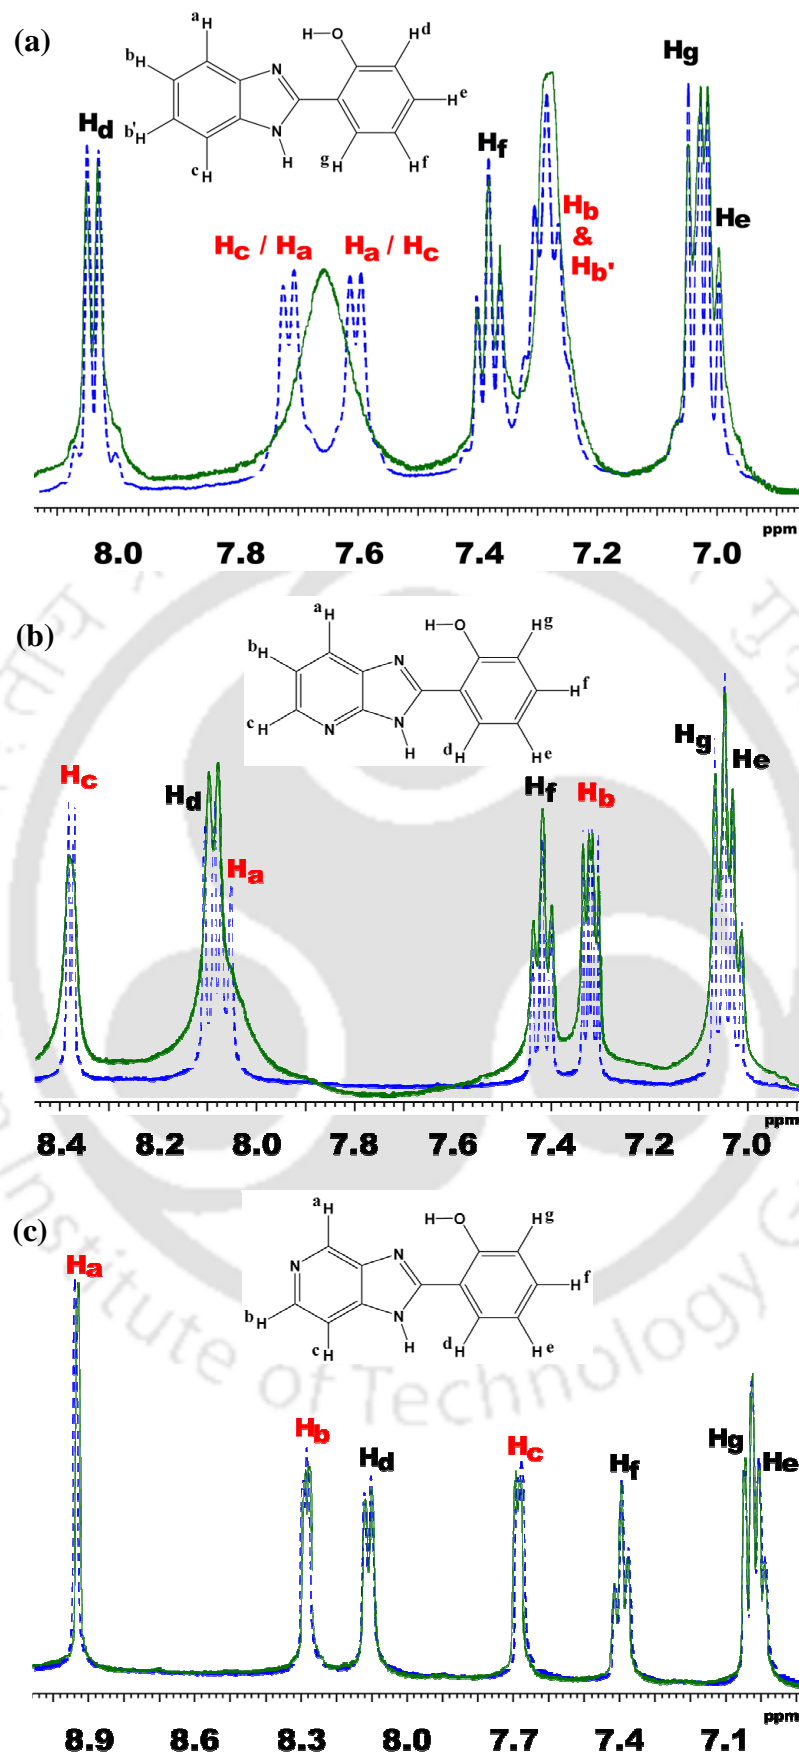 (a)
a H
H O
H d
b H
N
H e
b' H
N
c H
H
g H
H f
Hd
Hc / Ha
Ha / Hc
Hf
Hb
&
Hb'
Hg
He
ppm
8.0 7.8 7.6 7.4 7.2 7.0
(b)
a H
H O
H g
b H
N
H f
c H
N
N
H
d H
H e
Hc
Hd
Ha
Hf
Hb
Hg
He
ppm
8.4 8.2 8.0 7.8 7.6 7.4 7.2 7.0
(c)
a H
H O
H g
N
N
H f
b H
N
c H
H
d H
H e
Ha
Hb
Hd
Hc
Hf
Hg
He
Institute of Technology
ppm
8.9 8.6 8.3 8.0 7.7 7.4 7.1